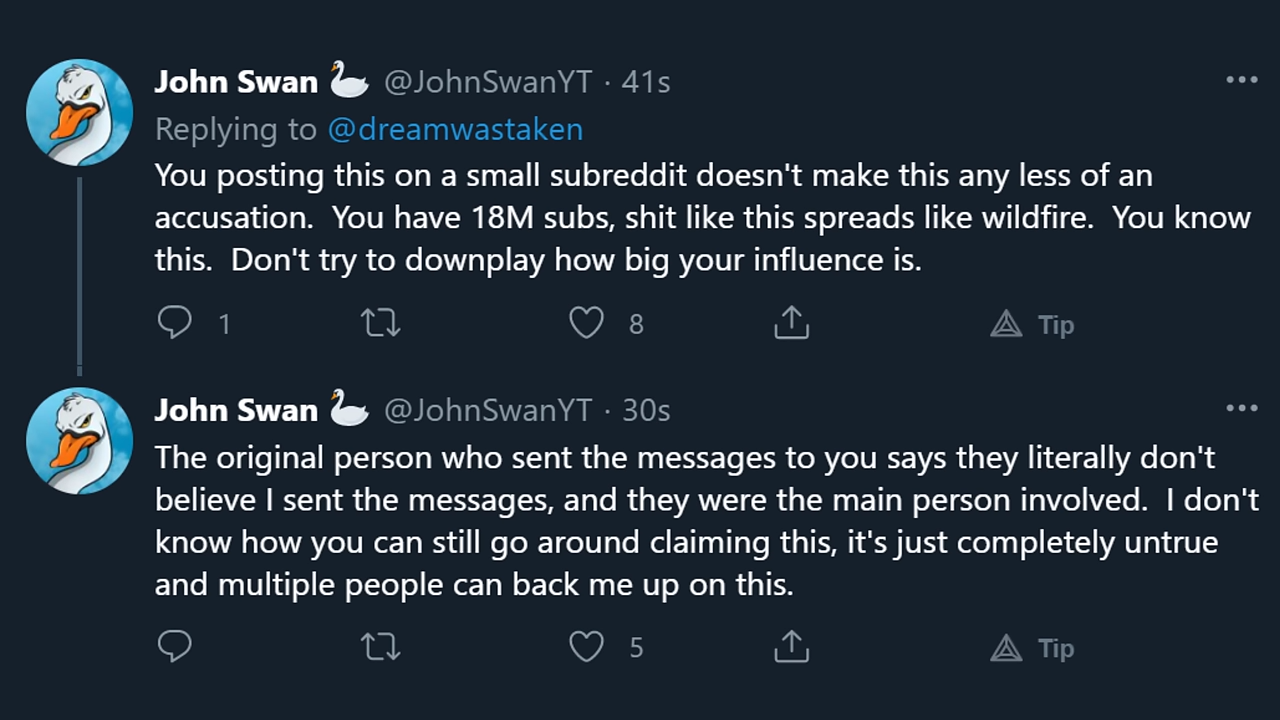 John Swan 🦢 @JohnSwanYT · 41s
Replying to @dreamwastaken
You posting this on a small subreddit doesn't make this any less of an
accusation.  You have 18M subs, shit like this spreads like wildfire.  You know
this.  Don't try to downplay how big your influence is.
1 8 Tip
John Swan 🦢 @JohnSwanYT · 30s
The original person who sent the messages to you says they literally don't
believe I sent the messages, and they were the main person involved.  I don't
know how you can still go around claiming this, it's just completely untrue
and multiple people can back me up on this.
5 Tip